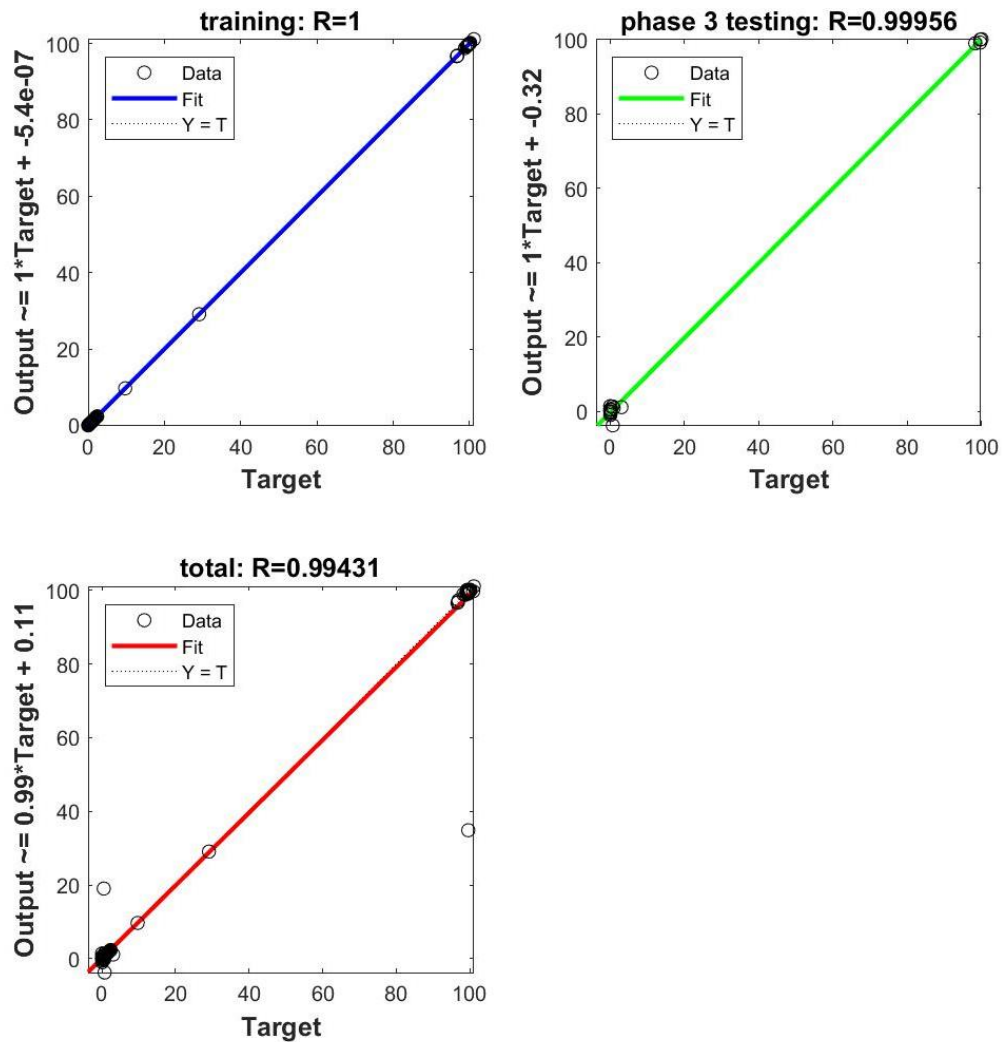 training: R=1
Output ~= 1*Target + -5.4e-07
100
80
60
40
20
0
Data
Fit
Y = T
0 20 40 60 80 100
Target
phase 3 testing: R=0.99956
Output ~= 1*Target + -0.32
100
80
60
40
20
0
Data
Fit
Y = T
0 20 40 60 80 100
Target
total: R=0.99431
Output ~= 0.99*Target + 0.11
100
80
60
40
20
0
Data
Fit
Y = T
0 20 40 60 80 100
Target